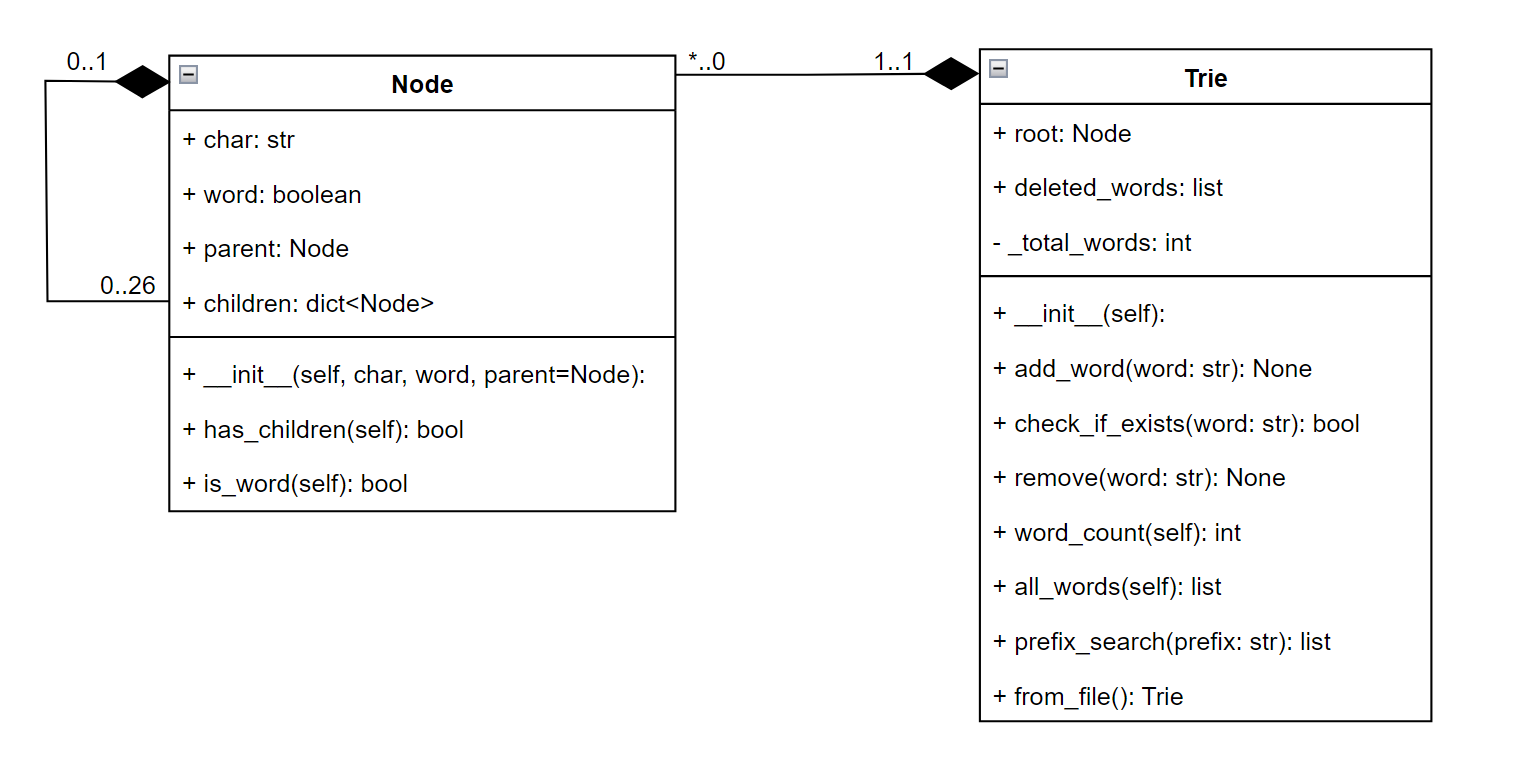 0..1
Node
*..0
1..1
Trie
+ char: str
+ word: boolean
+ parent: Node
+ children: dict<Node>
0..26
+ __init__(self, char, word, parent=Node):
+ has_children(self): bool
+ is_word(self): bool
+ root: Node
+ deleted_words: list
- _total_words: int
+ __init__(self):
+ add_word(word: str): None
+ check_if_exists(word: str): bool
+ remove(word: str): None
+ word_count(self): int
+ all_words(self): list
+ prefix_search(prefix: str): list
+ from_file(): Trie